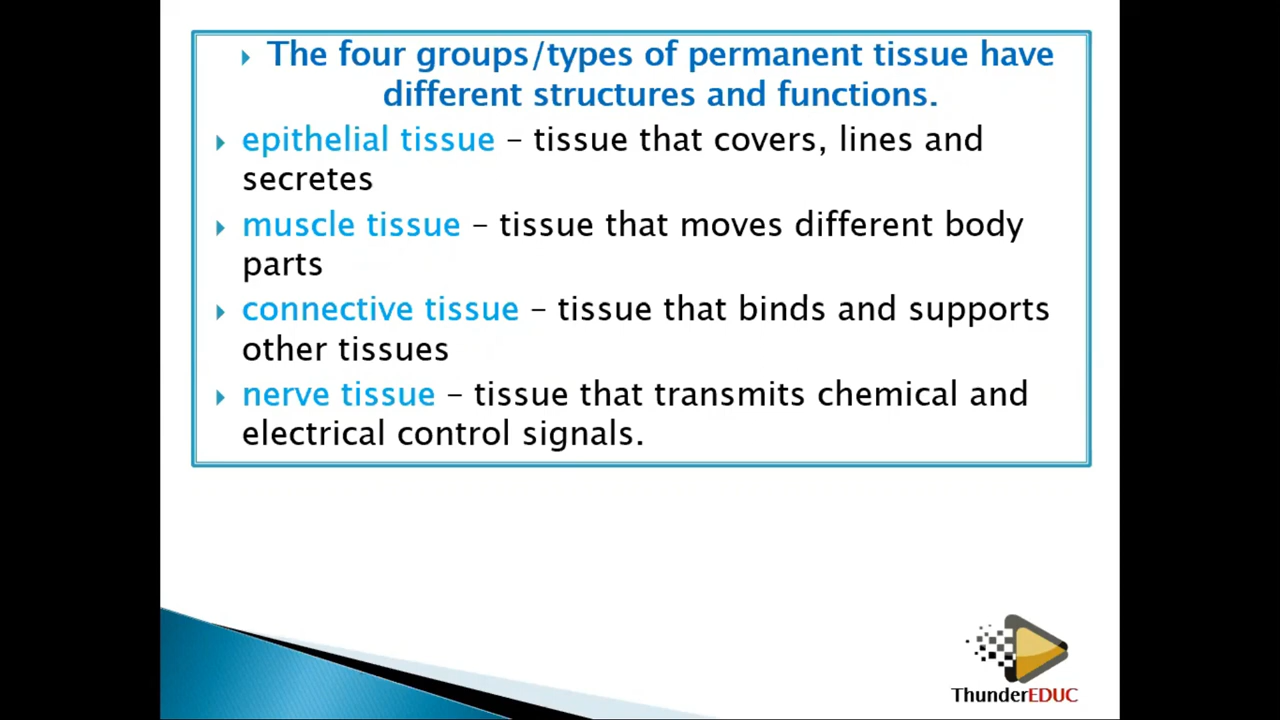 The four groups/types of permanent tissue have
different structures and functions.
epithelial tissue – tissue that covers, lines and
secretes
muscle tissue – tissue that moves different body
parts
connective tissue – tissue that binds and supports
other tissues
nerve tissue – tissue that transmits chemical and
electrical control signals.
ThunderEDUC